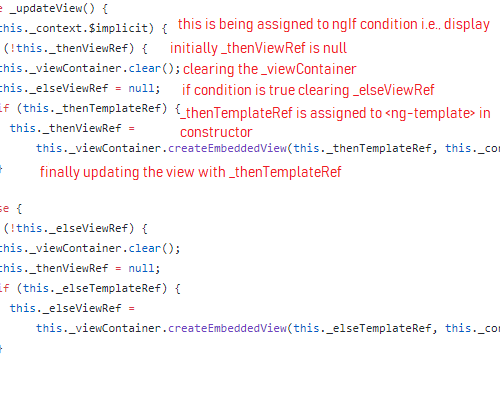 e _updateView() {
this._context.$implicit) { this is being assigned to ngIf condition i.e.. display
(!this._thenViewRef) { initially _thenViewRef is null
this._viewContainer.clear(); clearing the _viewContainer
this._elseViewRef = null; if condition is true clearing _elseViewRef
if (this._thenTemplateRef) { _thenTemplateRef is assigned to <ng-template> in
this._thenViewRef = constructor
this._viewContainer.createEmbeddedView(this._thenTemplateRef, this._con
} finally updating the view with _thenTemplateRef
se {
(!this._elseViewRef) {
this._viewContainer.clear();
this._thenViewRef = null;
if (this._elseTemplateRef) {
this._elseViewRef =
this._viewContainer.createEmbeddedView(this._elseTemplateRef, this._con
}